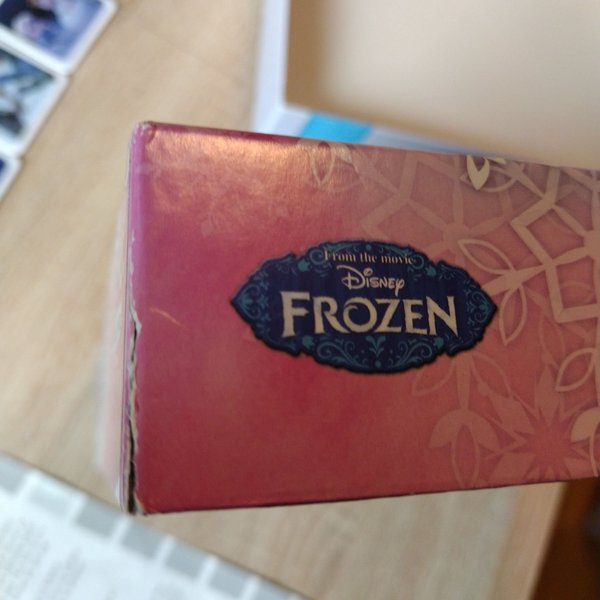 From the movie
Disney
FROZEN